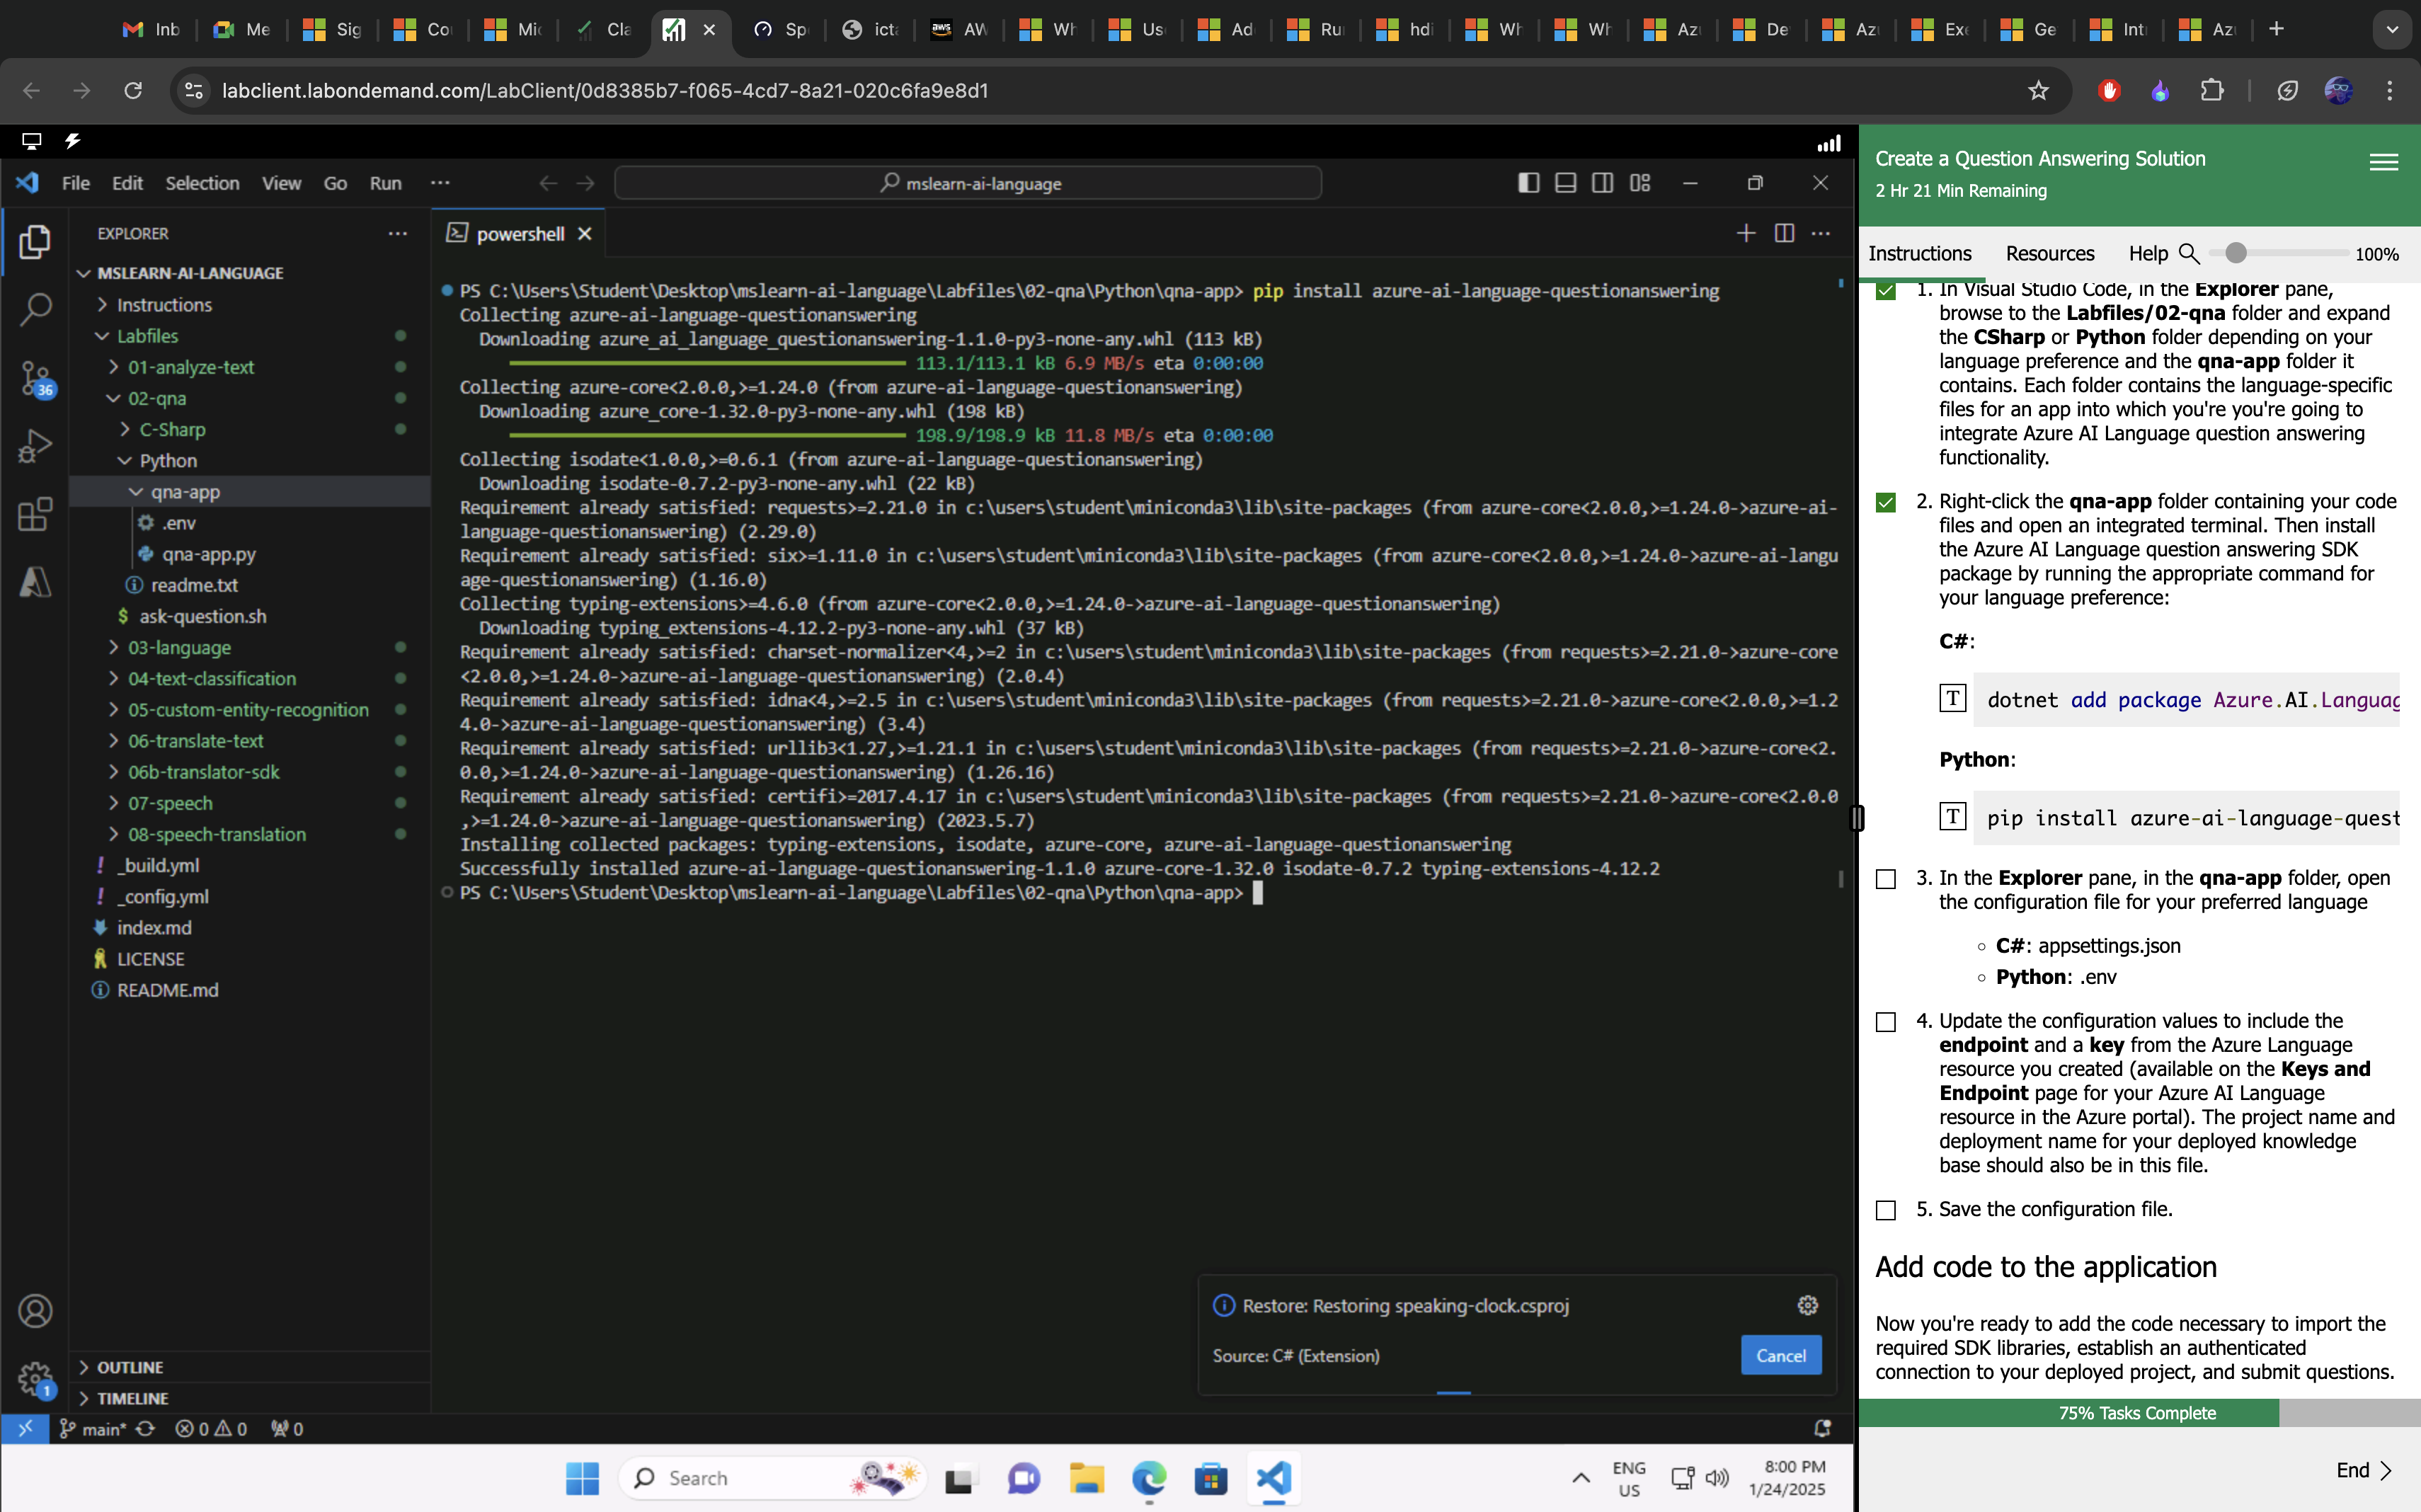 Inb
Me
Sig
Co
Mic
Cla
Sp
icta
aws
AW
Wh
Us
Ad
Ru
hdi
Wh
Wh
Azu
De
Az
Exe
Ge
Int
Az
labclient.labondemand.com/LabClient/0d8385b7-f065-4cd7-8a21-020c6fa9e8d1
File Edit Selection View Go Run ···
mslearn-ai-language
EXPLORER
MSLEARN-AI-LANGUAGE
Instructions
Labfiles
01-analyze-text
02-qna
C-Sharp
Python
qna-app
.env
qna-app.py
readme.txt
$ ask-question.sh
03-language
04-text-classification
05-custom-entity-recognition
06-translate-text
06b-translator-sdk
07-speech
08-speech-translation
! _build.yml
! _config.yml
index.md
LICENSE
README.md
OUTLINE
TIMELINE
36
1
powershell
PS C:\Users\Student\Desktop\mslearn-ai-language\Labfiles\02-qna\Python\qna-app> pip install azure-ai-language-questionanswering
Collecting azure-ai-language-questionanswering
Downloading azure_ai_language_questionanswering-1.1.0-py3-none-any.whl (113 kB)
113.1/113.1 kB 6.9 MB/s eta 0:00:00
Collecting azure-core<2.0.0,>=1.24.0 (from azure-ai-language-questionanswering)
Downloading azure_core-1.32.0-py3-none-any.whl (198 kB)
198.9/198.9 kB 11.8 MB/s eta 0:00:00
Collecting isodate<1.0.0,>=0.6.1 (from azure-ai-language-questionanswering)
Downloading isodate-0.7.2-py3-none-any.whl (22 kB)
Requirement already satisfied: requests>=2.21.0 in c:\users\student\miniconda3\lib\site-packages (from azure-core<2.0.0,>=1.24.0->azure-ai-
language-questionanswering) (2.29.0)
Requirement already satisfied: six>=1.11.0 in c:\users\student\miniconda3\lib\site-packages (from azure-core<2.0.0,>=1.24.0->azure-ai-langu
age-questionanswering) (1.16.0)
Collecting typing-extensions>=4.6.0 (from azure-core<2.0.0,>=1.24.0->azure-ai-language-questionanswering)
Downloading typing_extensions-4.12.2-py3-none-any.whl (37 kB)
Requirement already satisfied: charset-normalizer<4,>=2 in c:\users\student\miniconda3\lib\site-packages (from requests>=2.21.0->azure-core
<2.0.0,>=1.24.0->azure-ai-language-questionanswering) (2.0.4)
Requirement already satisfied: idna<4,>=2.5 in c:\users\student\miniconda3\lib\site-packages (from requests>=2.21.0->azure-core<2.0.0,>=1.2
4.0->azure-ai-language-questionanswering) (3.4)
Requirement already satisfied: urllib3<1.27,>=1.21.1 in c:\users\student\miniconda3\lib\site-packages (from requests>=2.21.0->azure-core<2.
0.0,>=1.24.0->azure-ai-language-questionanswering) (1.26.16)
Requirement already satisfied: certifi>=2017.4.17 in c:\users\student\miniconda3\lib\site-packages (from requests>=2.21.0->azure-core<2.0.0
,>=1.24.0->azure-ai-language-questionanswering) (2023.5.7)
Installing collected packages: typing-extensions, isodate, azure-core, azure-ai-language-questionanswering
Successfully installed azure-ai-language-questionanswering-1.1.0 azure-core-1.32.0 isodate-0.7.2 typing-extensions-4.12.2
PS C:\Users\Student\Desktop\mslearn-ai-language\Labfiles\02-qna\Python\qna-app>
Restore: Restoring speaking-clock.csproj
Source: C# (Extension)
Cancel
main* 0 0 0
Search
ENG
US
8:00 PM
1/24/2025
Create a Question Answering Solution
2 Hr 21 Min Remaining
Instructions Resources Help 100%
1. In Visual Studio Code, in the Explorer pane,
browse to the Labfiles/02-qna folder and expand
the CSharp or Python folder depending on your
language preference and the qna-app folder it
contains. Each folder contains the language-specific
files for an app into which you're you're going to
integrate Azure AI Language question answering
functionality.
2. Right-click the qna-app folder containing your code
files and open an integrated terminal. Then install
the Azure AI Language question answering SDK
package by running the appropriate command for
your language preference:
C#:
T dotnet add package Azure.AI.Languag
Python:
T pip install azure-ai-language-quest
3. In the Explorer pane, in the qna-app folder, open
the configuration file for your preferred language
C#: appsettings.json
Python: .env
4. Update the configuration values to include the
endpoint and a key from the Azure Language
resource you created (available on the Keys and
Endpoint page for your Azure AI Language
resource in the Azure portal). The project name and
deployment name for your deployed knowledge
base should also be in this file.
5. Save the configuration file.
Add code to the application
Now you're ready to add the code necessary to import the
required SDK libraries, establish an authenticated
connection to your deployed project, and submit questions.
75% Tasks Complete
End